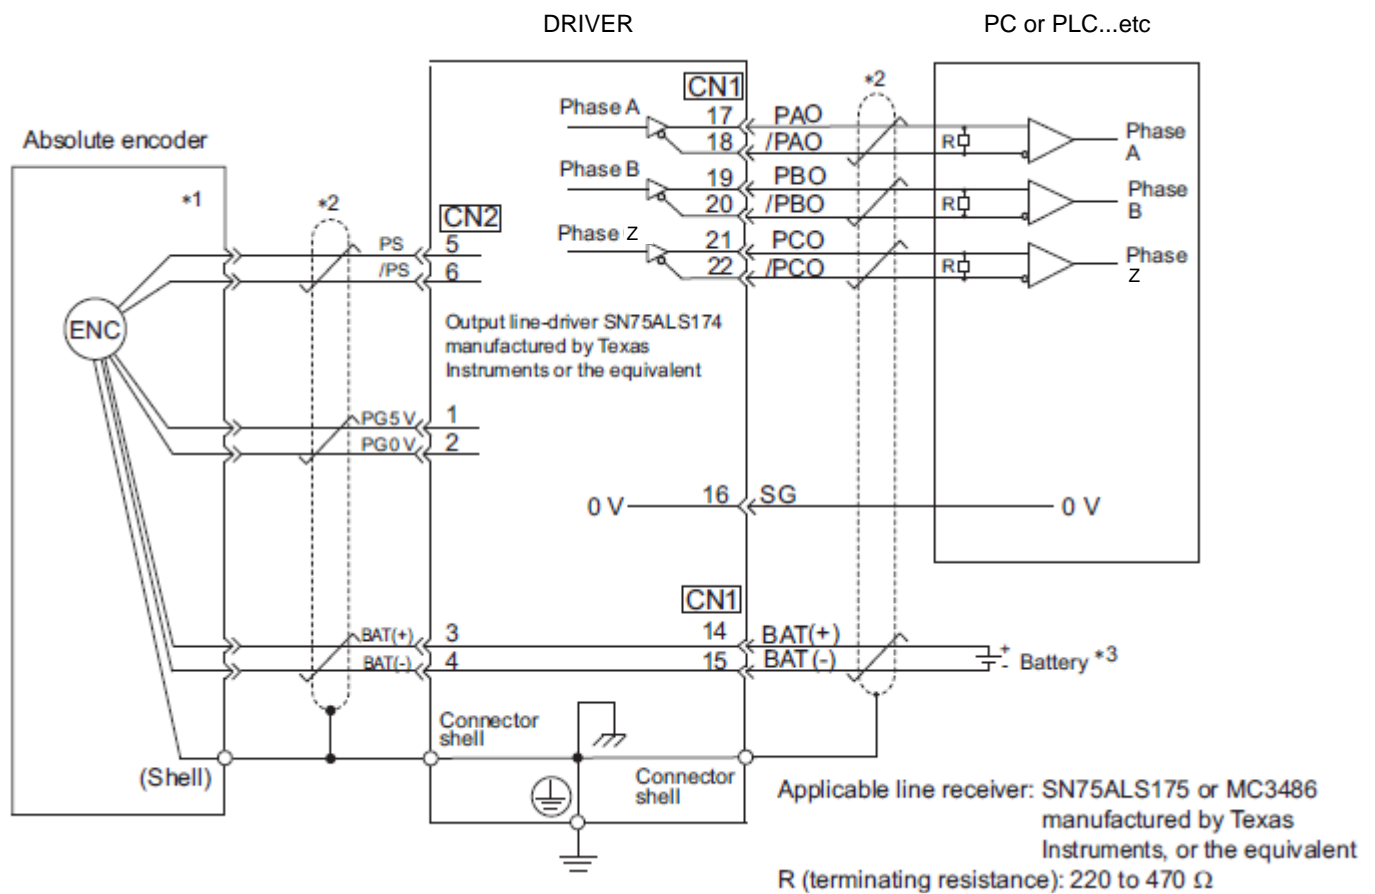 DRIVER
PC or PLC...etc
Absolute encoder
*1
*2
PS
/PS
ENC
PG5 V
PG0 V
BAT(+)
BAT(-)
(Shell)
CN2
5
6
1
2
3
4
Phase A
Phase B
Phase Z
Output line-driver SN75ALS174
manufactured by Texas
Instruments or the equivalent
CN1
17
18
19
20
21
22
0 V
16
CN1
14
15
Connector
shell
Connector
shell
*2
PAO
/PAO
PBO
/PBO
PCO
/PCO
SG
BAT(+)
BAT (-)
R
R
R
Phase
A
Phase
B
Phase
Z
0 V
+
-
Battery *3
Applicable line receiver: SN75ALS175 or MC3486
manufactured by Texas
Instruments, or the equivalent
R (terminating resistance): 220 to 470 Ω